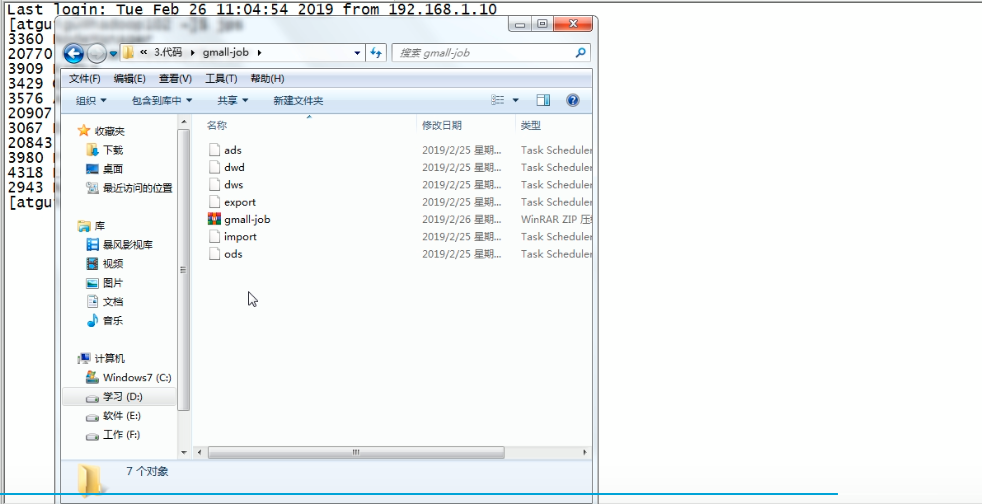 Last login: Tue Feb 26 11:04:54 2019 from 192.168.1.10
[atgu
3360
20770
3909
3429
3576
20907
3067
20843
3980
4318
2943
[atgu
« 3.代码 gmall-job
搜索 gmall-job
文件(F) 编辑(E) 查看(V) 工具(T) 帮助(H)
组织 包含到库中 共享 新建文件夹
收藏夹
下载
桌面
最近访问的位置
库
暴风影视库
视频
图片
文档
音乐
计算机
Windows7 (C:)
学习 (D:)
软件 (E:)
工作 (F:)
名称 修改日期 类型
ads 2019/2/25 星期... Task Scheduler
dwd 2019/2/25 星期... Task Scheduler
dws 2019/2/25 星期... Task Scheduler
export 2019/2/25 星期... Task Scheduler
gmall-job 2019/2/26 星期... WinRAR ZIP 压
import 2019/2/25 星期... Task Scheduler
ods 2019/2/25 星期... Task Scheduler
7 个对象